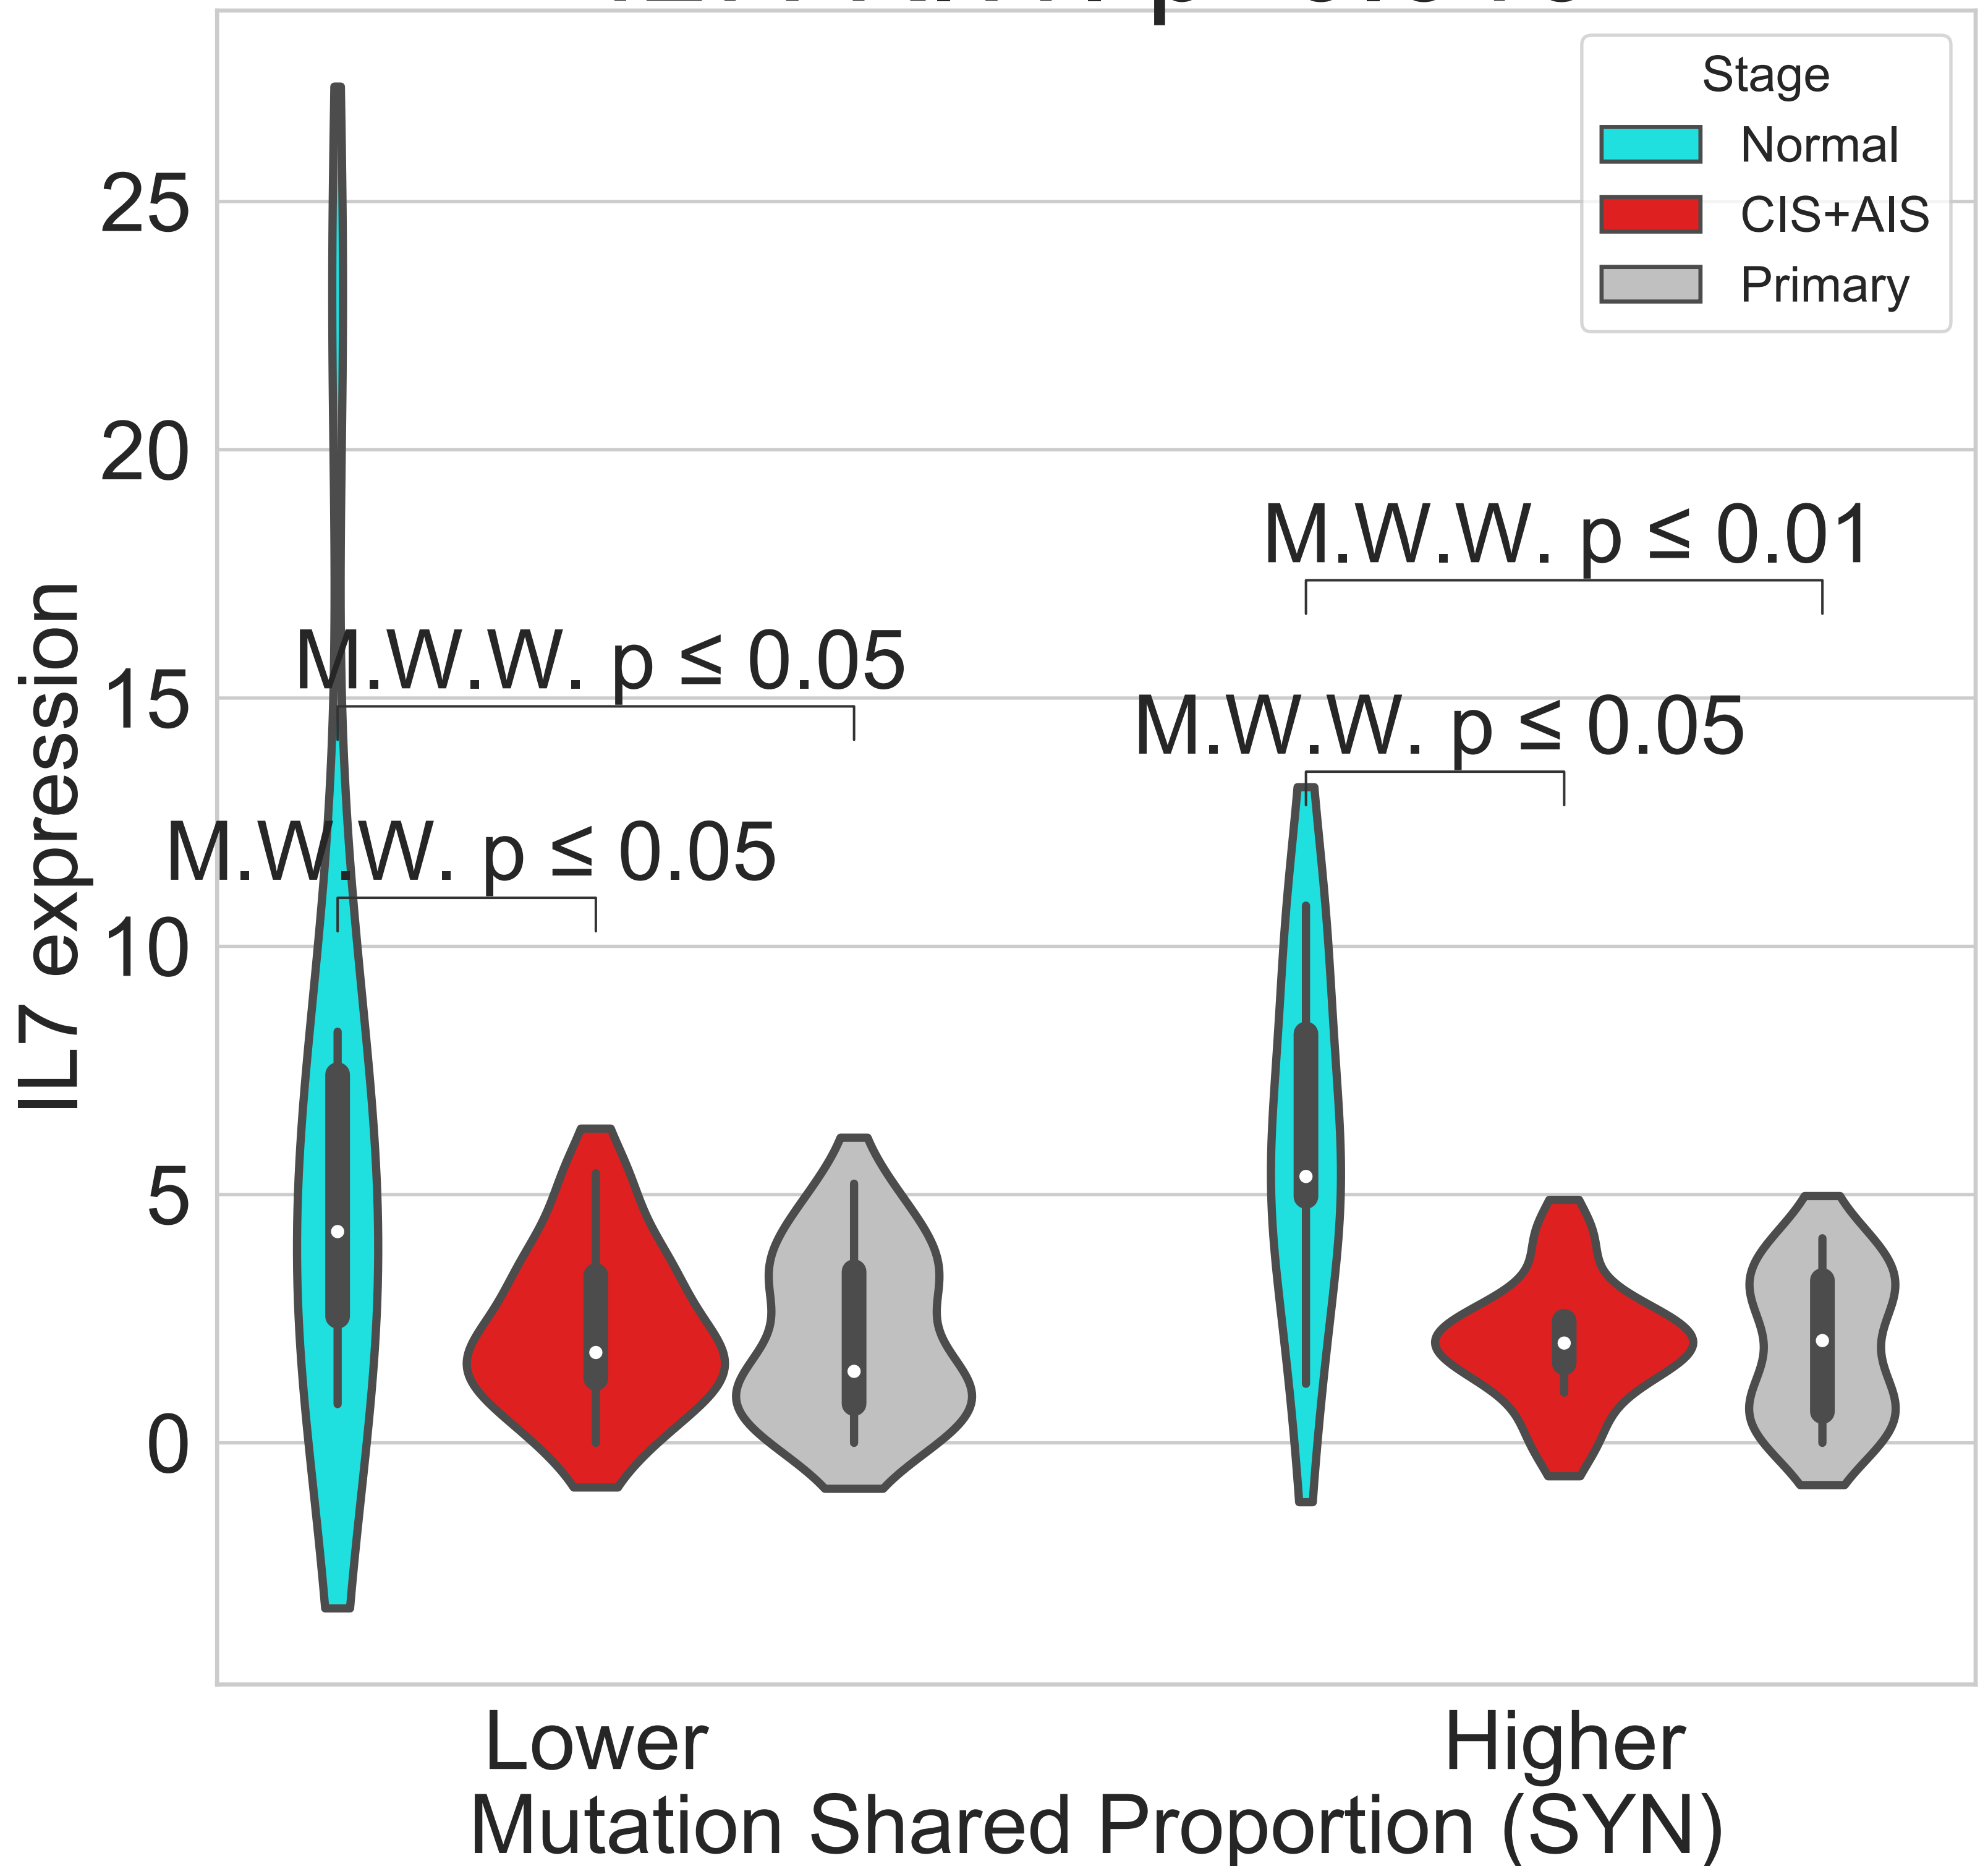 Stage
Normal
CIS+AIS
Primary
25
20
15
10
5
0
IL7 expression
M.W.W. p ≤ 0.01
M.W.W. p ≤ 0.05
M.W.W. p ≤ 0.05
M.W.W. p ≤ 0.05
Lower
Higher
Mutation Shared Proportion (SYN)